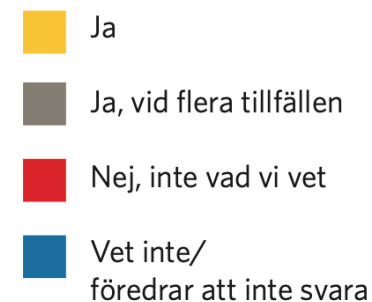 Ja
Ja, vid flera tillfällen
Nej, inte vad vi vet
Vet inte/
föredrar att inte svara